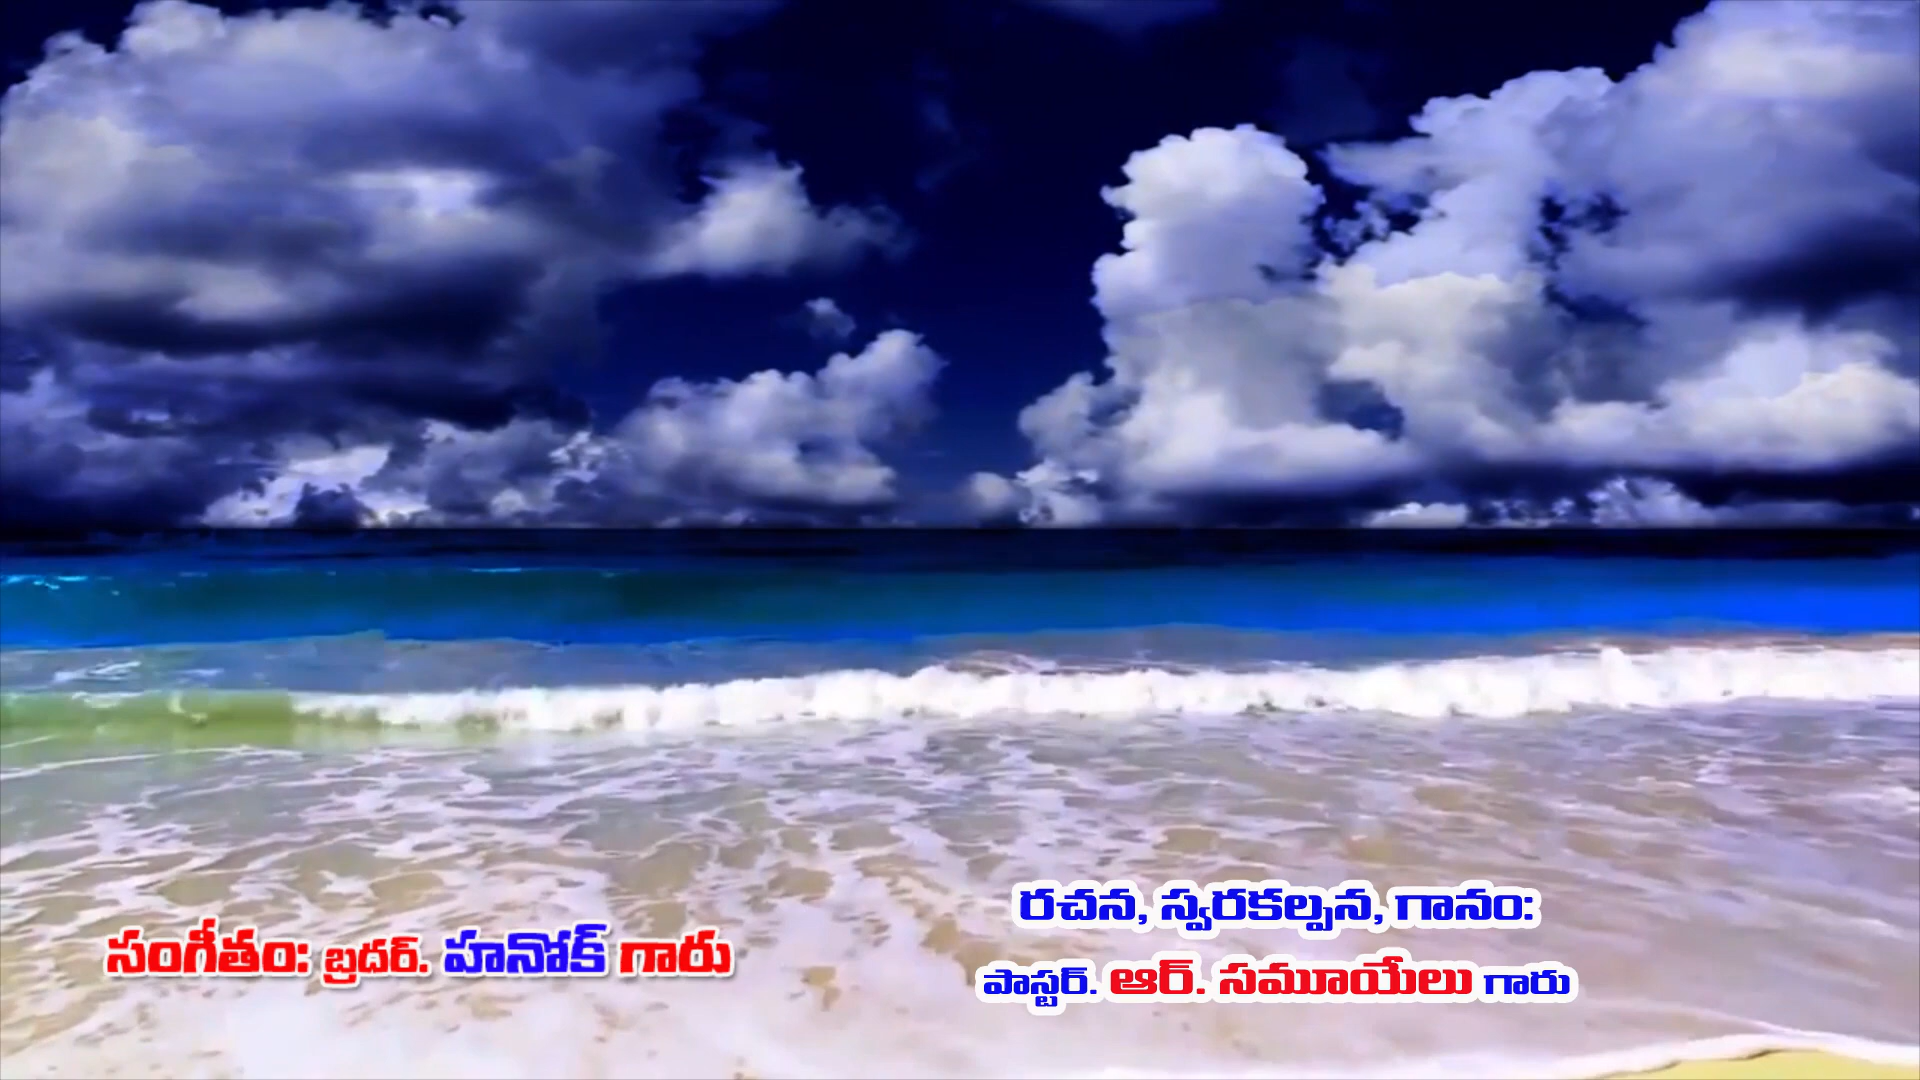 సంగీతం: బ్రదర్. హనోక్ గారు
రచన, స్వరకల్పన, గానం:
పాస్టర్. ఆర్. సమూయేలు గారు